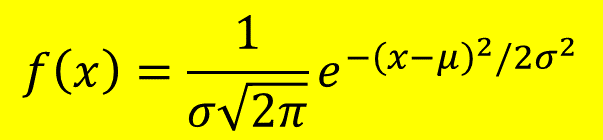 f(x) = 1/(σ√(2π)) e^(−(x−μ)²/2σ²)